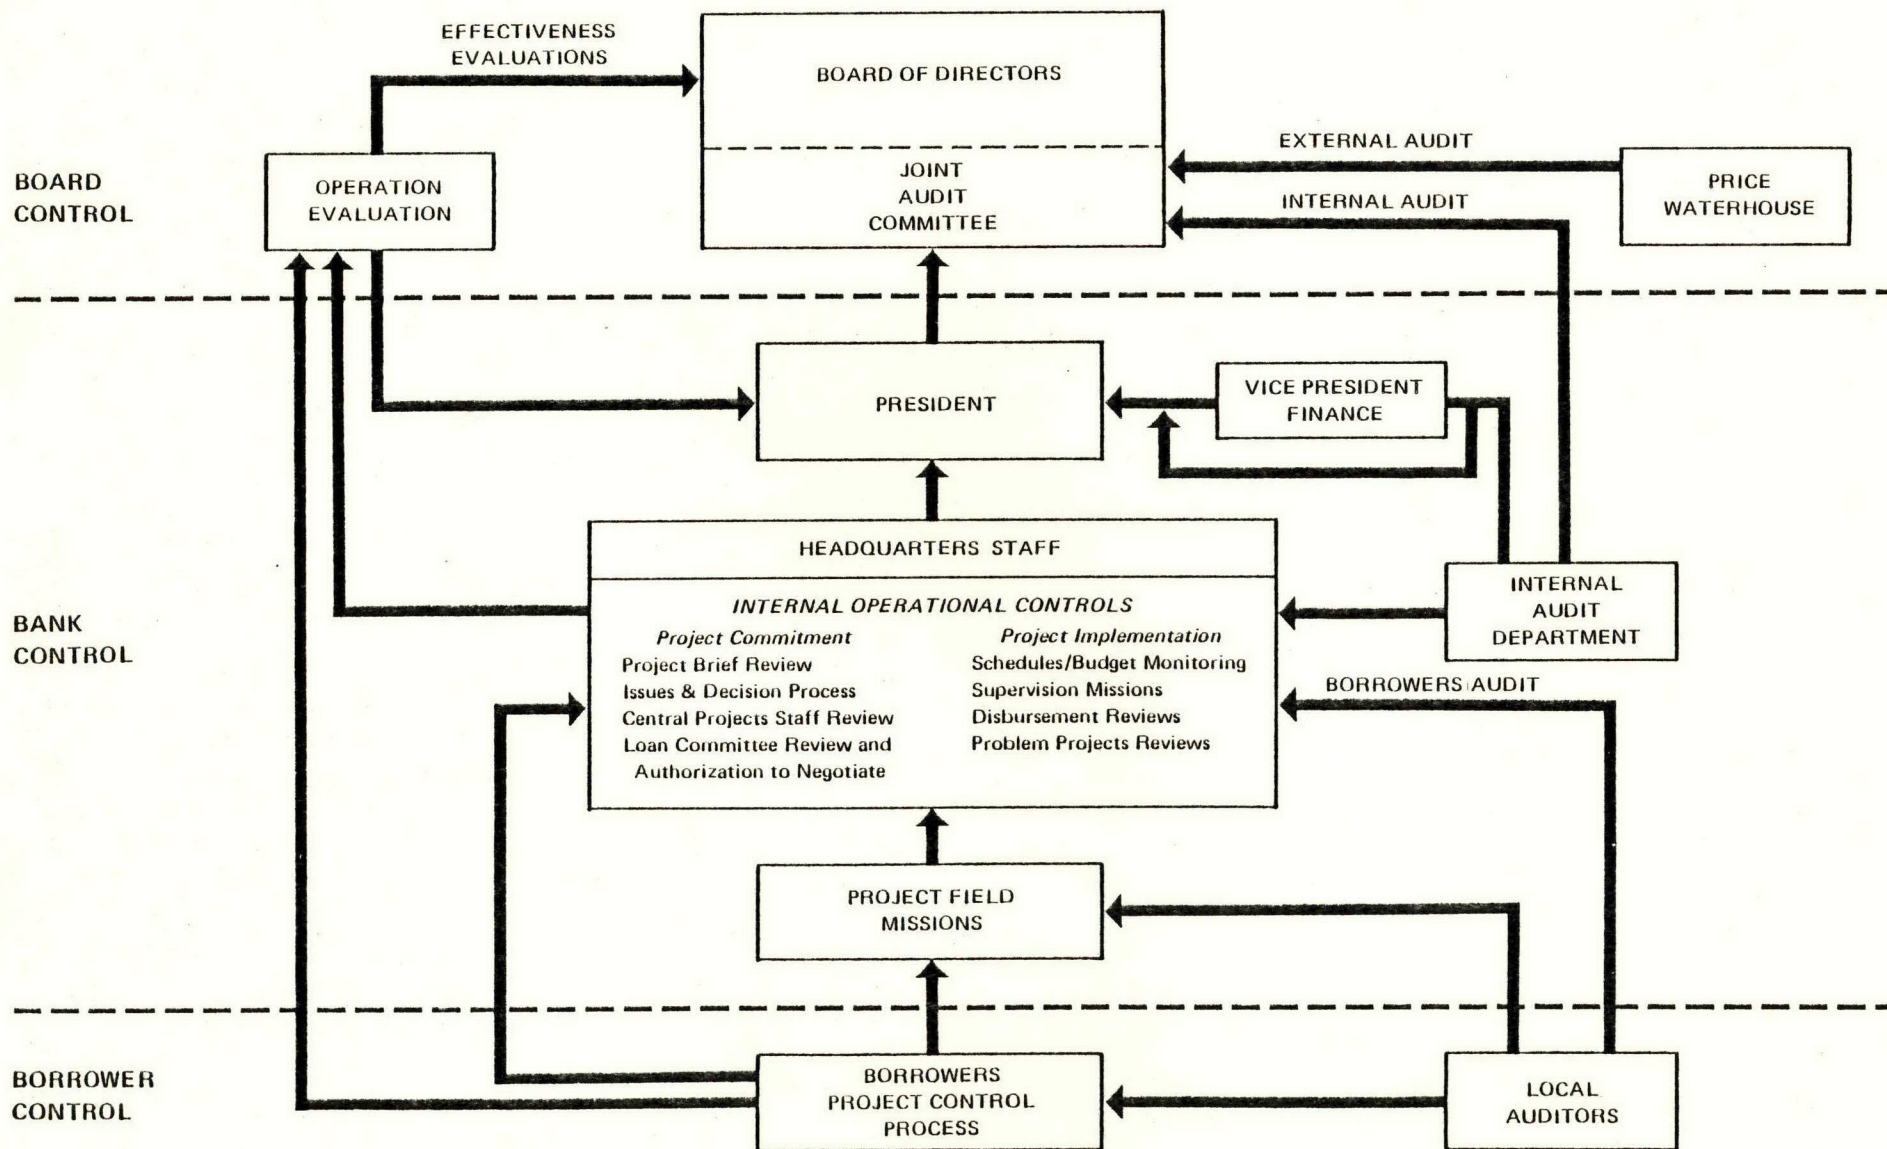 EFFECTIVENESS
EVALUATIONS
BOARD OF DIRECTORS
EXTERNAL AUDIT
BOARD
CONTROL
OPERATION
EVALUATION
JOINT
AUDIT
COMMITTEE
PRICE
WATERHOUSE
INTERNAL AUDIT
PRESIDENT
VICE PRESIDENT
FINANCE
HEADQUARTERS STAFF
BANK
CONTROL
INTERNAL OPERATIONAL CONTROLS
Project Commitment
Project Brief Review
Issues & Decision Process
Central Projects Staff Review
Loan Committee Review and
Authorization to Negotiate
Project Implementation
Schedules/Budget Monitoring
Supervision Missions
Disbursement Reviews
Problem Projects Reviews
INTERNAL
AUDIT
DEPARTMENT
BORROWERS AUDIT
PROJECT FIELD
MISSIONS
BORROWER
CONTROL
BORROWERS
PROJECT CONTROL
PROCESS
LOCAL
AUDITORS